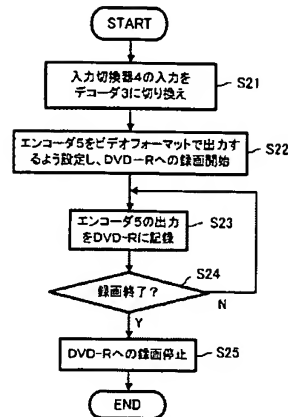 START
入力切換器4の入力を
デコーダ3に切り換え
S21
エンコーダ5をビデオフォーマットで出力す
るよう設定し、DVD-Rへの録画開始
S22
エンコーダ5の出力
をDVD-Rに記録
S23
録画終了?
S24
N
Y
DVD-Rへの録画停止
S25
END